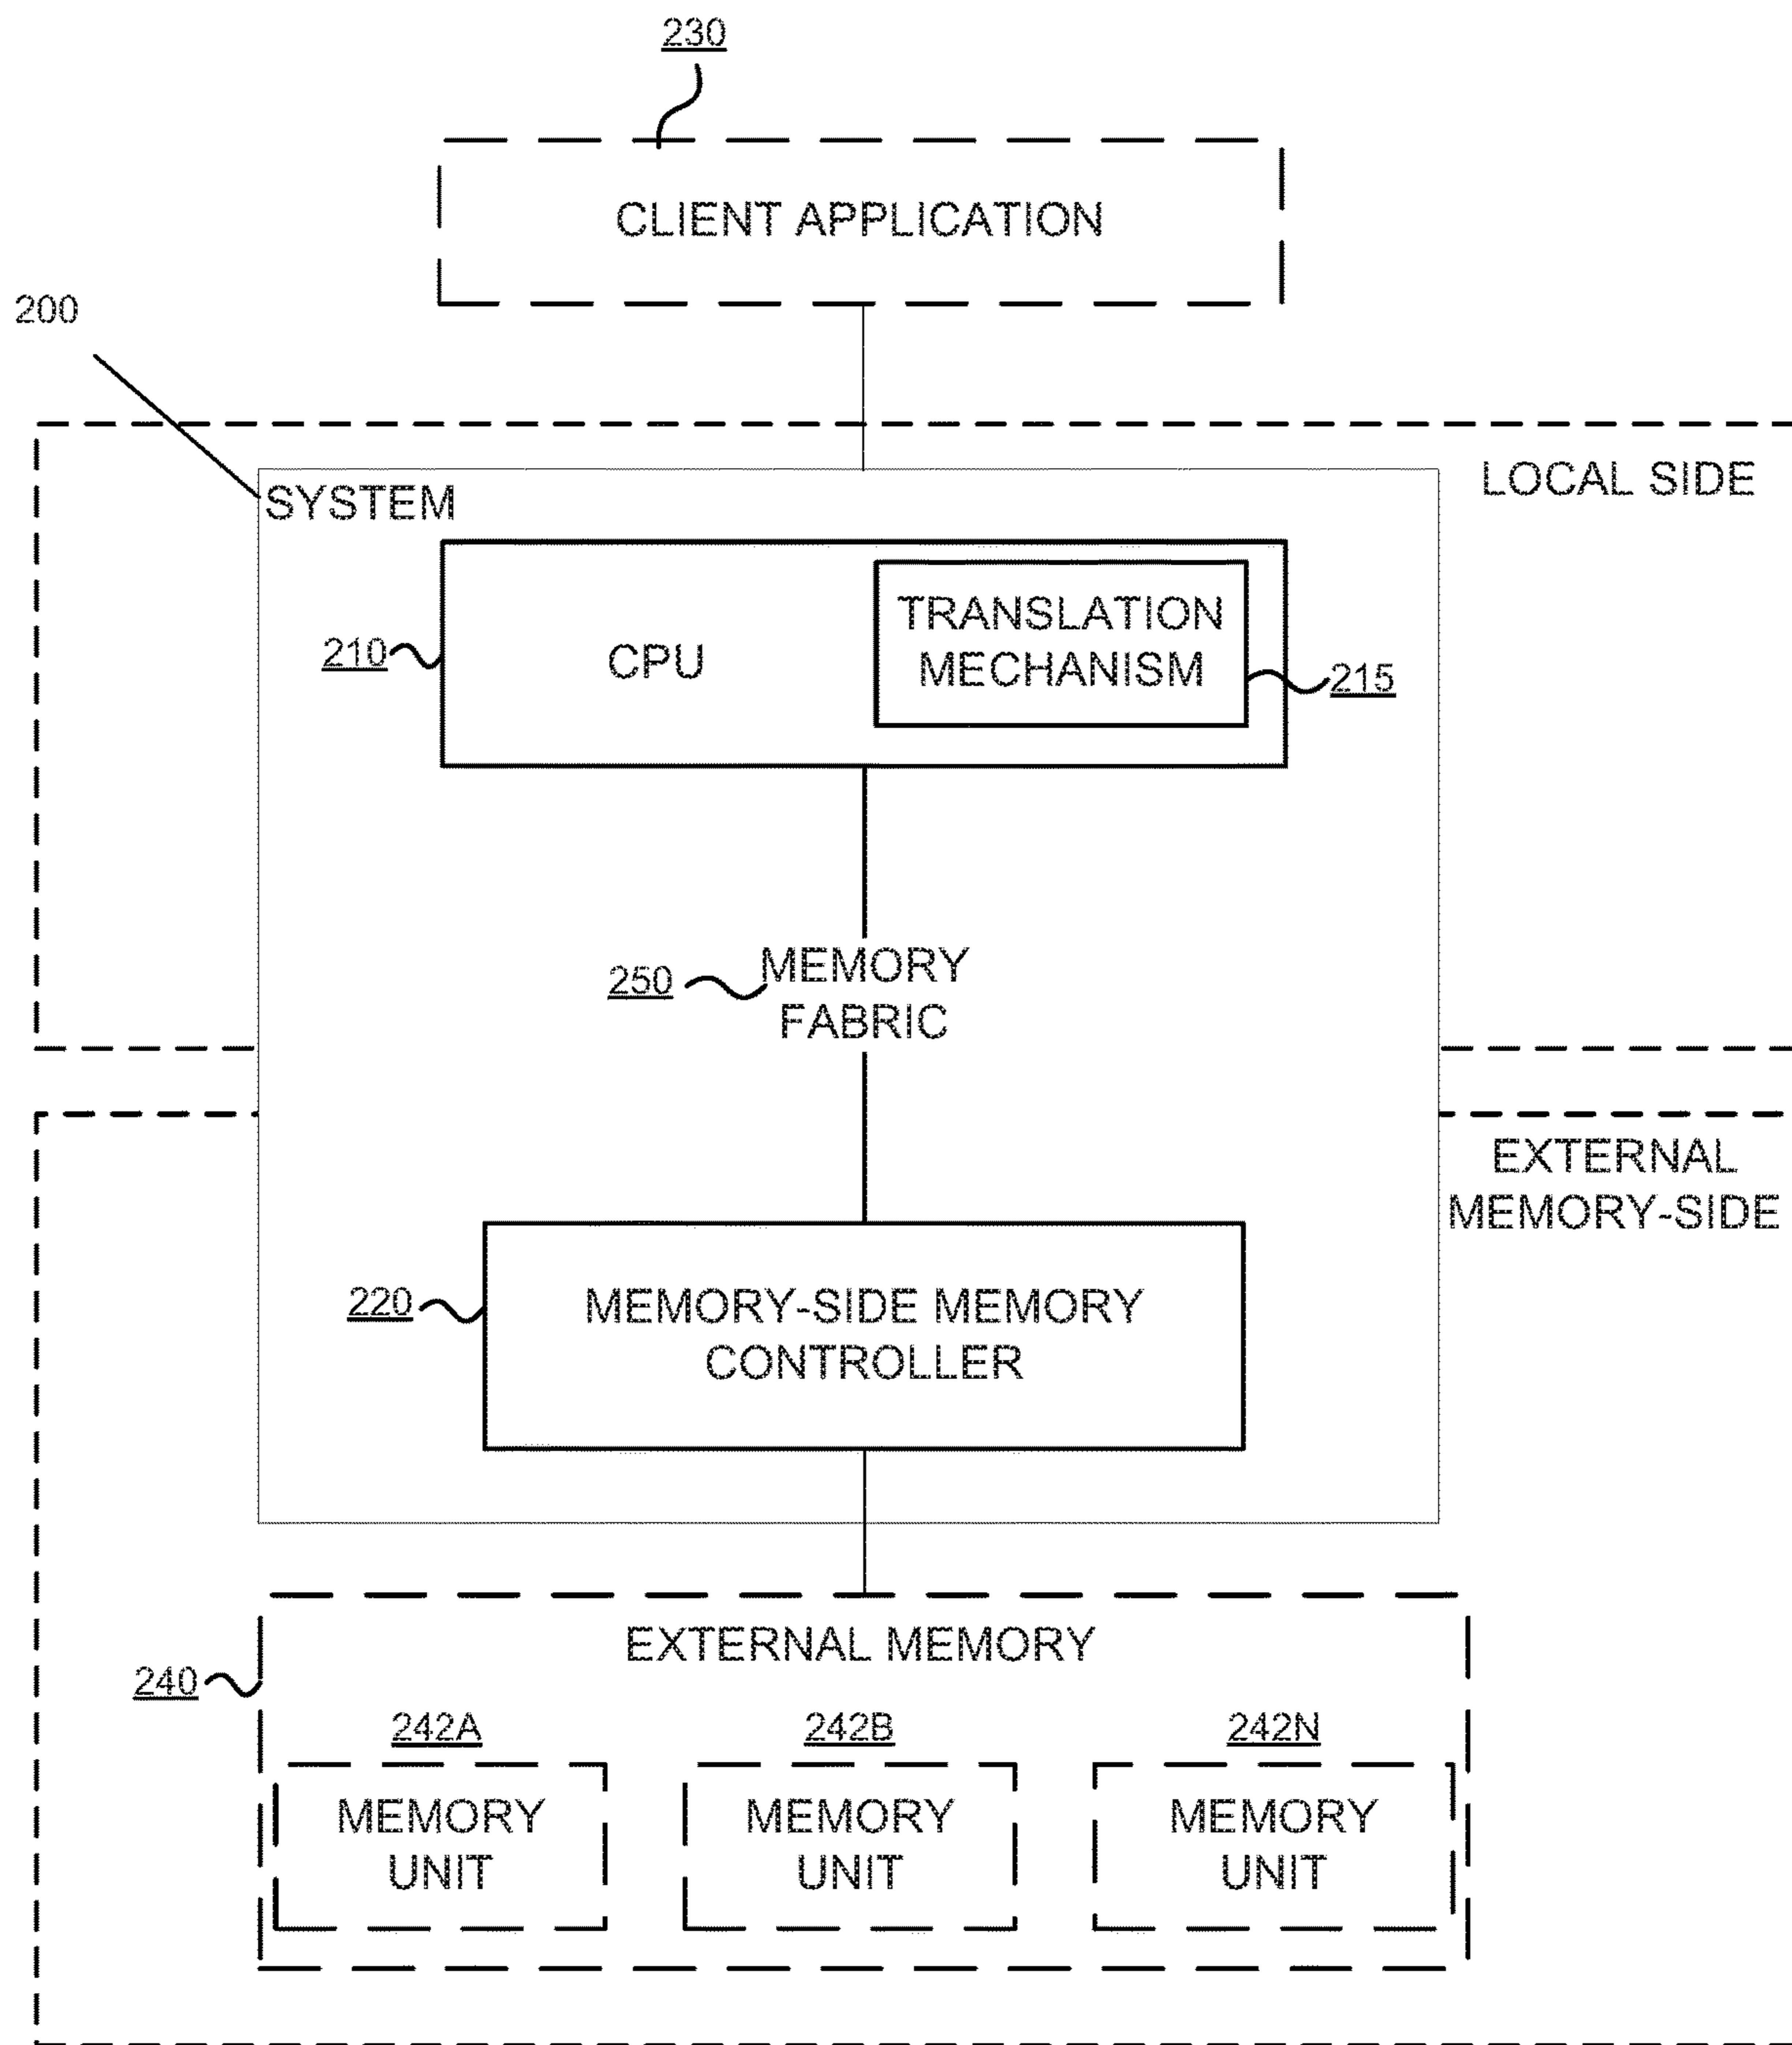 230
CLIENT APPLICATION
200
SYSTEM
LOCAL SIDE
TRANSLATION
MECHANISM
210
CPU
215
250
MEMORY
FABRIC
EXTERNAL
MEMORY-SIDE
220
MEMORY-SIDE MEMORY
CONTROLLER
EXTERNAL MEMORY
240
242A
242B
242N
MEMORY
UNIT
MEMORY
UNIT
MEMORY
UNIT